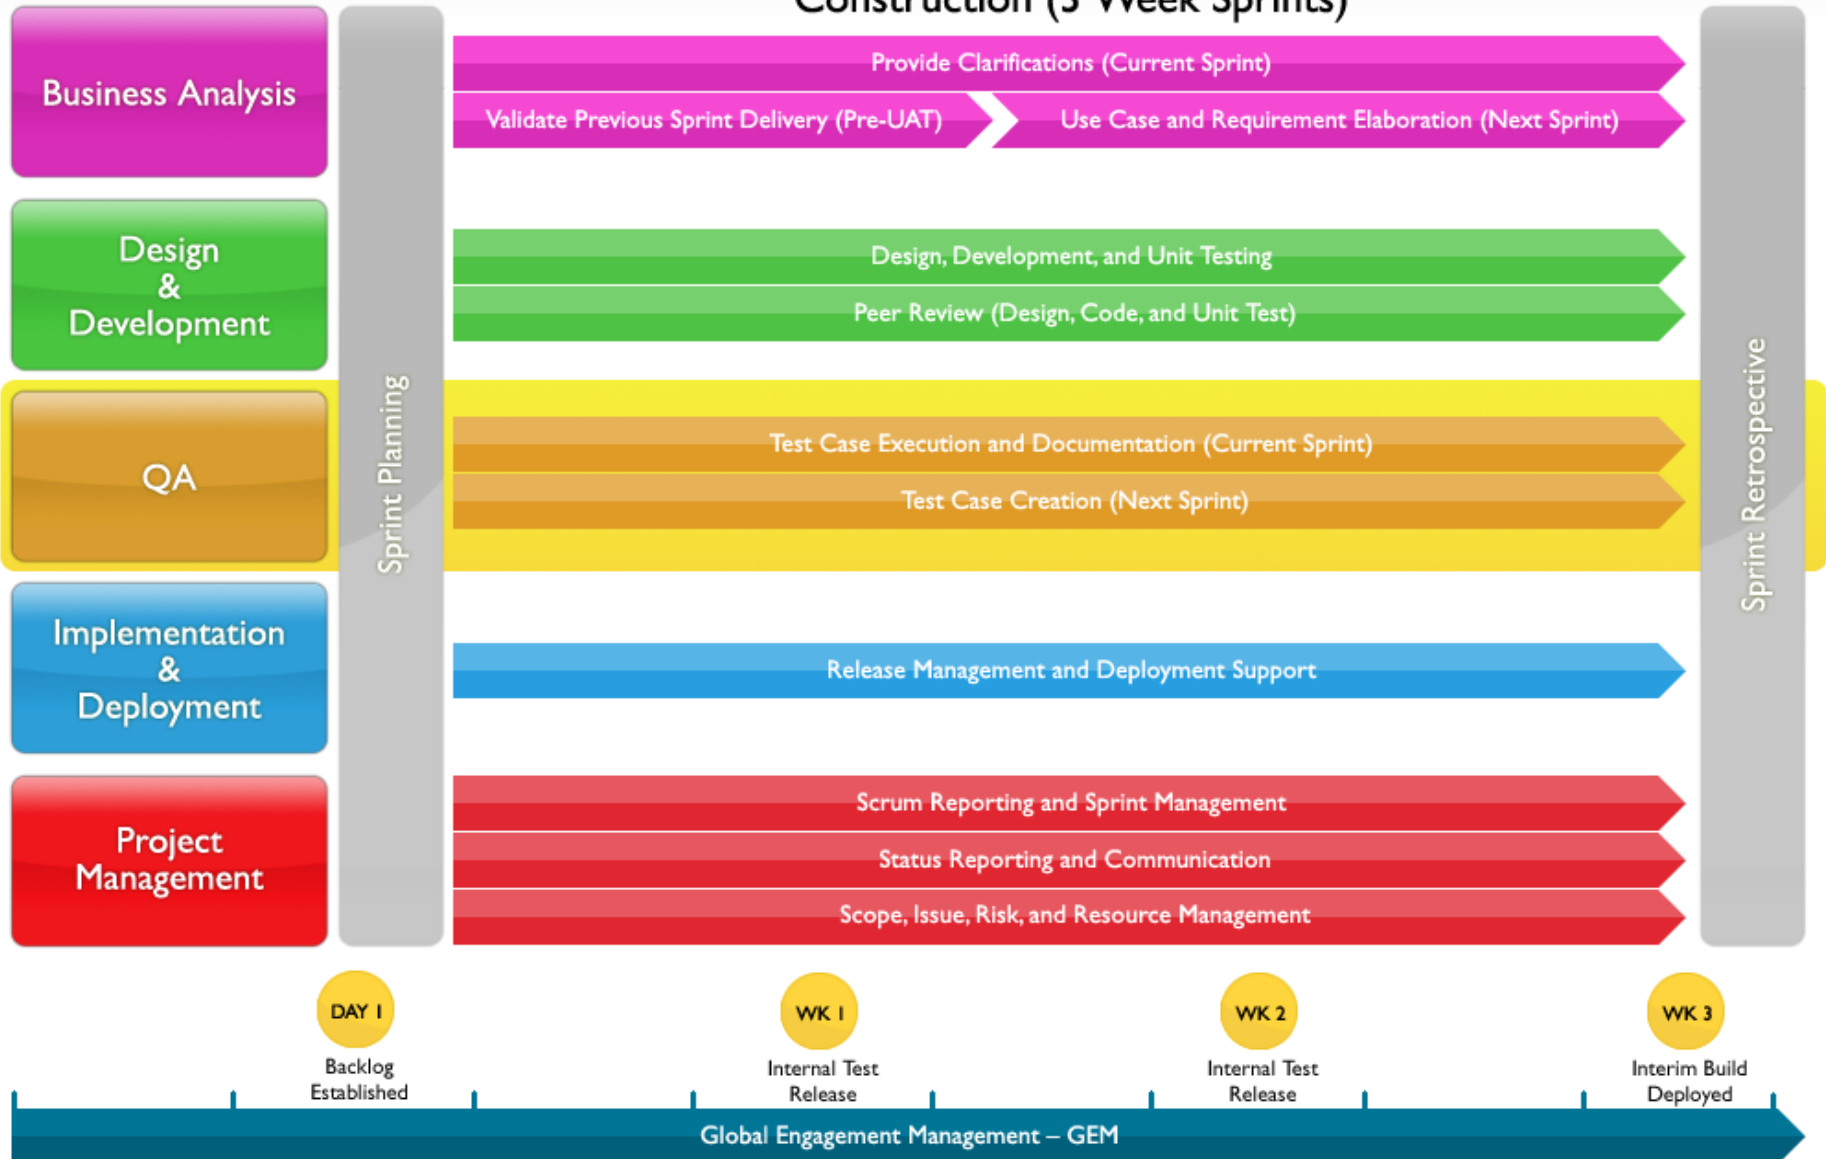 Construction (3 Week Sprints)
Business Analysis
Provide Clarifications (Current Sprint)
Validate Previous Sprint Delivery (Pre-UAT)
Use Case and Requirement Elaboration (Next Sprint)
Design
&
Development
Design, Development, and Unit Testing
Peer Review (Design, Code, and Unit Test)
Sprint Planning
Sprint Retrospective
QA
Test Case Execution and Documentation (Current Sprint)
Test Case Creation (Next Sprint)
Implementation
&
Deployment
Release Management and Deployment Support
Project
Management
Scrum Reporting and Sprint Management
Status Reporting and Communication
Scope, Issue, Risk, and Resource Management
DAY 1
Backlog
Established
WK 1
Internal Test
Release
WK 2
Internal Test
Release
WK 3
Interim Build
Deployed
Global Engagement Management – GEM